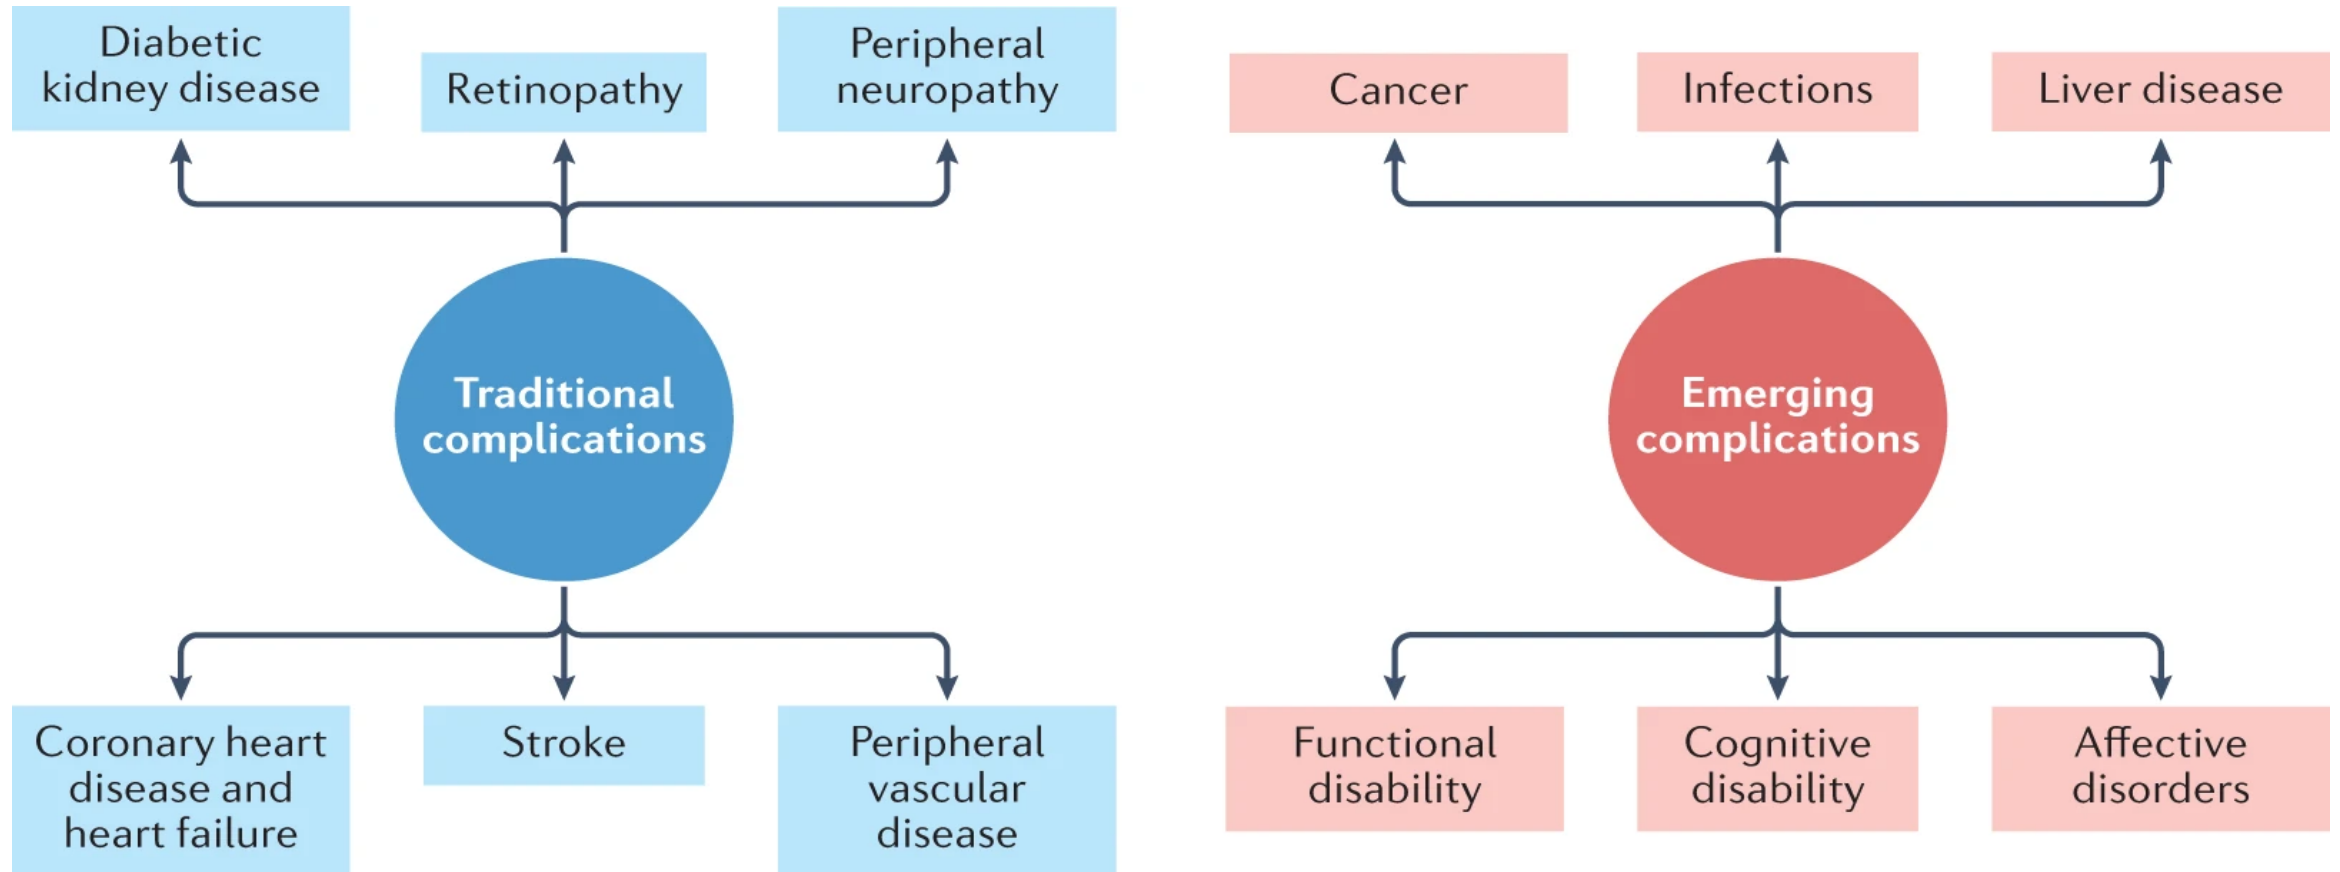 Diabetic
kidney disease
Retinopathy
Peripheral
neuropathy
Traditional
complications
Coronary heart
disease and
heart failure
Stroke
Peripheral
vascular
disease
Cancer
Infections
Liver disease
Emerging
complications
Functional
disability
Cognitive
disability
Affective
disorders